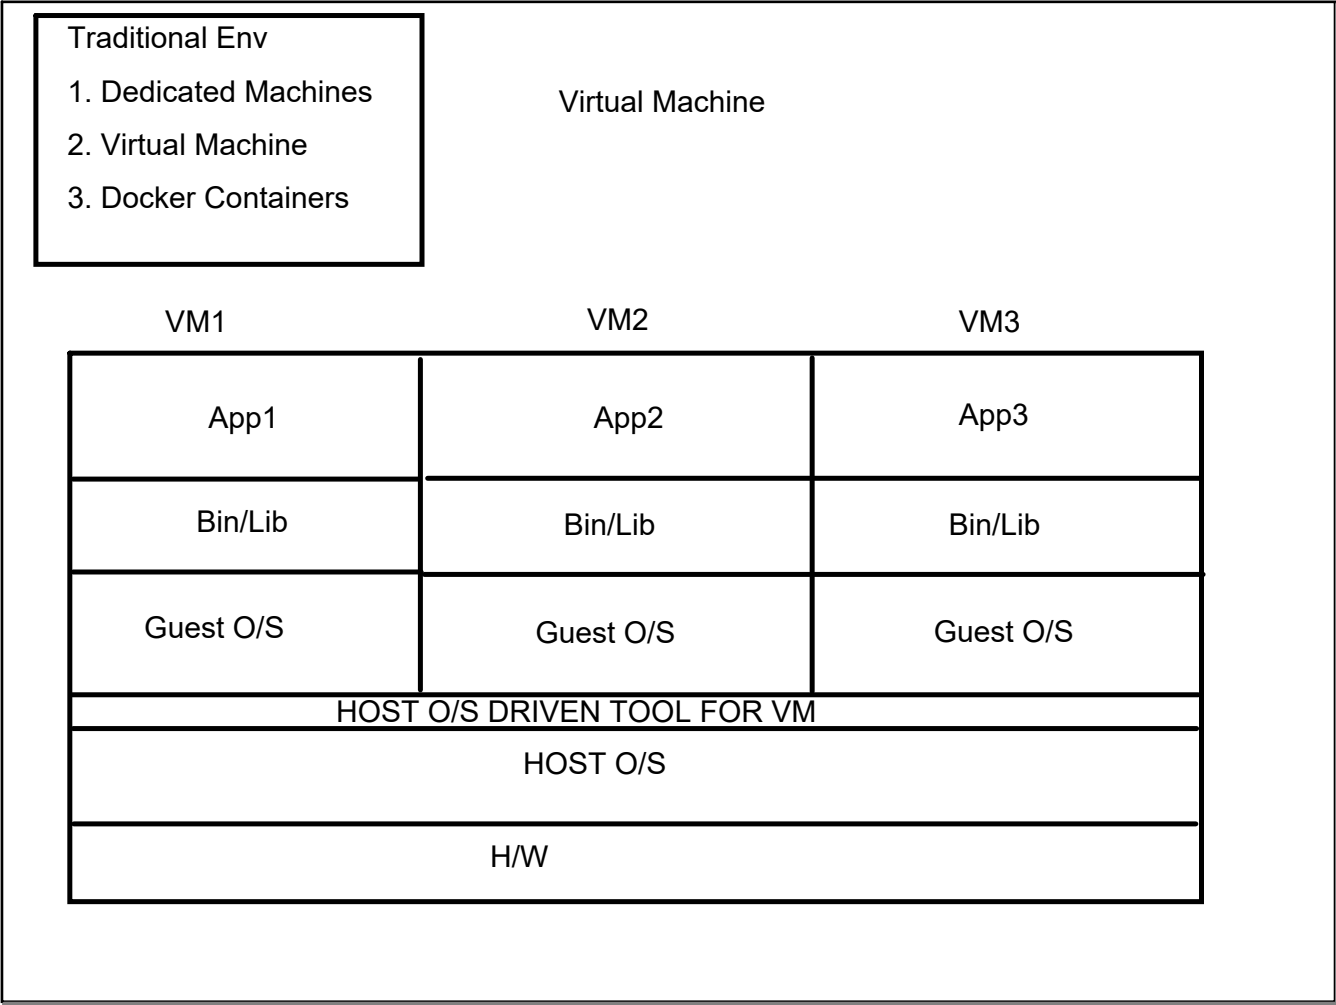 Traditional Env
1. Dedicated Machines
2. Virtual Machine
3. Docker Containers
Virtual Machine
VM1 VM2 VM3
App1 App2 App3
Bin/Lib Bin/Lib Bin/Lib
Guest O/S Guest O/S Guest O/S
HOST O/S DRIVEN TOOL FOR VM
HOST O/S
H/W